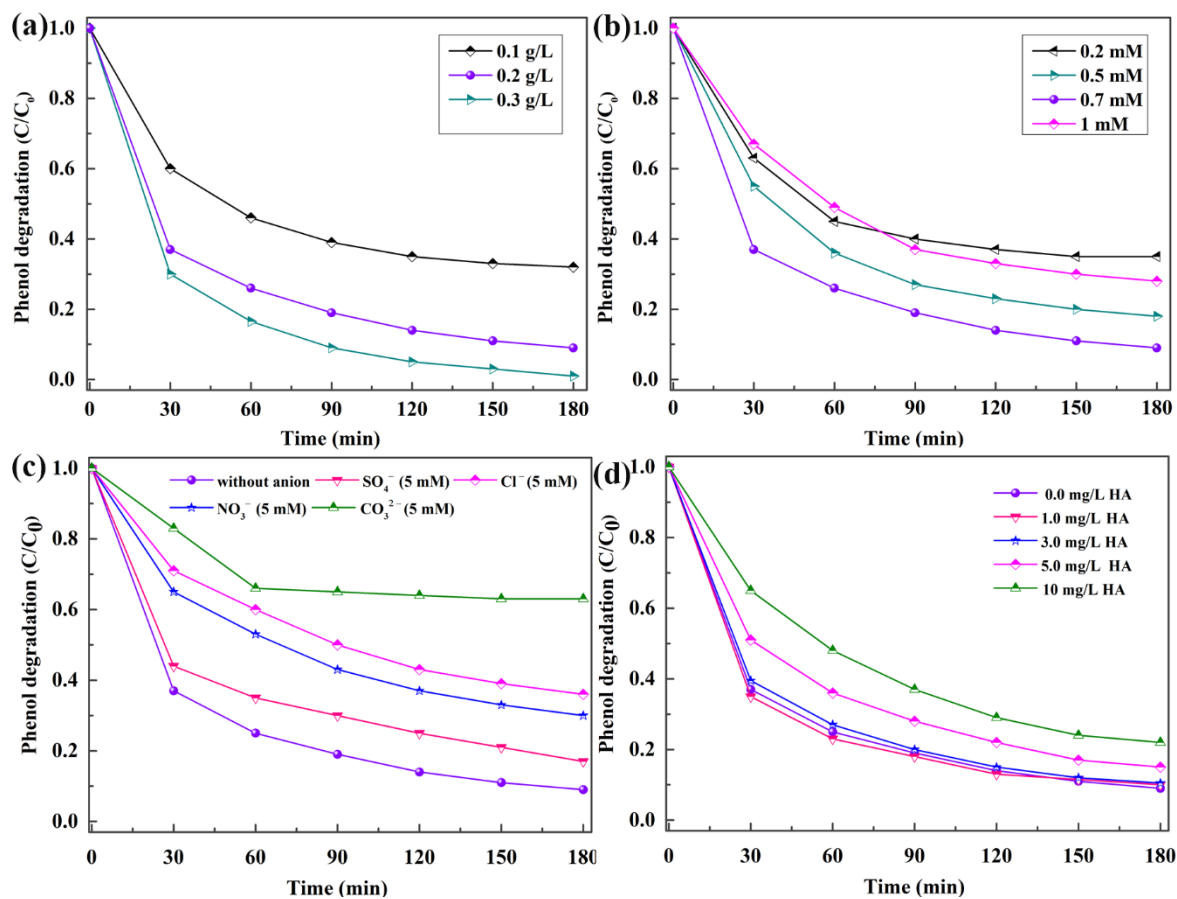 (a)
Phenol degradation (C/C₀)
1.0
0.8
0.6
0.4
0.2
0.0
0.1 g/L
0.2 g/L
0.3 g/L
0 30 60 90 120 150 180
Time (min)
(b)
Phenol degradation (C/C₀)
1.0
0.8
0.6
0.4
0.2
0.0
0.2 mM
0.5 mM
0.7 mM
1 mM
0 30 60 90 120 150 180
Time (min)
(c)
Phenol degradation (C/C₀)
1.0
0.8
0.6
0.4
0.2
0.0
without anion SO₄⁻ (5 mM) Cl⁻ (5 mM)
NO₃⁻ (5 mM) CO₃²⁻ (5 mM)
0 30 60 90 120 150 180
Time (min)
(d)
Phenol degradation (C/C₀)
1.0
0.8
0.6
0.4
0.2
0.0
0.0 mg/L HA
1.0 mg/L HA
3.0 mg/L HA
5.0 mg/L HA
10 mg/L HA
0 30 60 90 120 150 180
Time (min)